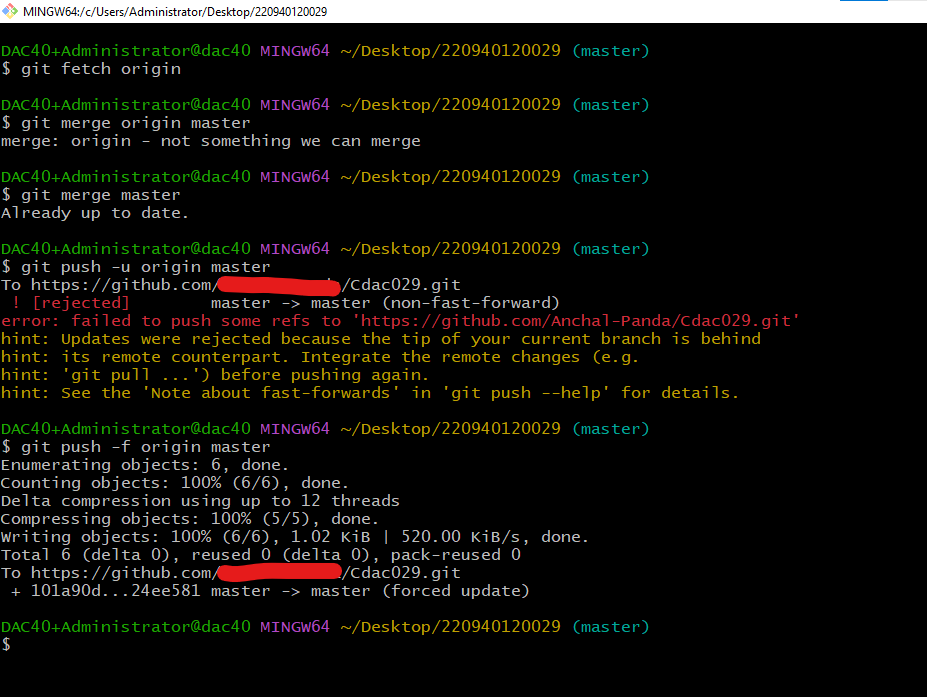 MINGW64:/c/Users/Administrator/Desktop/220940120029
DAC40+Administrator@dac40 MINGW64 ~/Desktop/220940120029 (master)
$ git fetch origin
DAC40+Administrator@dac40 MINGW64 ~/Desktop/220940120029 (master)
$ git merge origin master
merge: origin - not something we can merge
DAC40+Administrator@dac40 MINGW64 ~/Desktop/220940120029 (master)
$ git merge master
Already up to date.
DAC40+Administrator@dac40 MINGW64 ~/Desktop/220940120029 (master)
$ git push -u origin master
To https://github.com/ /Cdac029.git
! [rejected] master -> master (non-fast-forward)
error: failed to push some refs to 'https://github.com/Anchal-Panda/Cdac029.git'
hint: Updates were rejected because the tip of your current branch is behind
hint: its remote counterpart. Integrate the remote changes (e.g.
hint: 'git pull ...') before pushing again.
hint: See the 'Note about fast-forwards' in 'git push --help' for details.
DAC40+Administrator@dac40 MINGW64 ~/Desktop/220940120029 (master)
$ git push -f origin master
Enumerating objects: 6, done.
Counting objects: 100% (6/6), done.
Delta compression using up to 12 threads
Compressing objects: 100% (5/5), done.
Writing objects: 100% (6/6), 1.02 KiB | 520.00 KiB/s, done.
Total 6 (delta 0), reused 0 (delta 0), pack-reused 0
To https://github.com/ /Cdac029.git
+ 101a90d...24ee581 master -> master (forced update)
DAC40+Administrator@dac40 MINGW64 ~/Desktop/220940120029 (master)
$